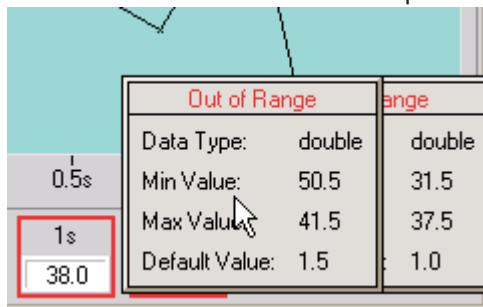 Out of Range
Data Type: double
Min Value: 50.5
Max Value: 41.5
Default Value: 1.5
ange
double
31.5
37.5
: 1.0
0.5s
1s
38.0